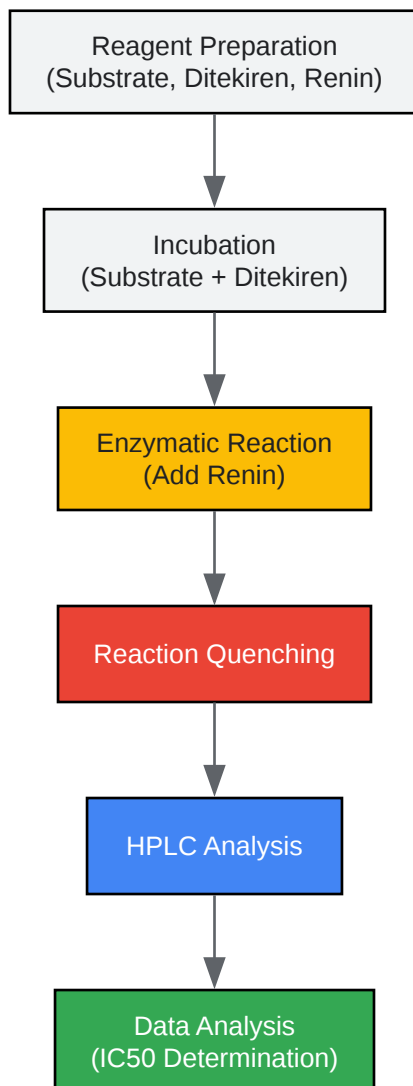 Reagent Preparation
(Substrate, Ditekiren, Renin)
Incubation
(Substrate + Ditekiren)
Enzymatic Reaction
(Add Renin)
Reaction Quenching
HPLC Analysis
Data Analysis
(IC50 Determination)